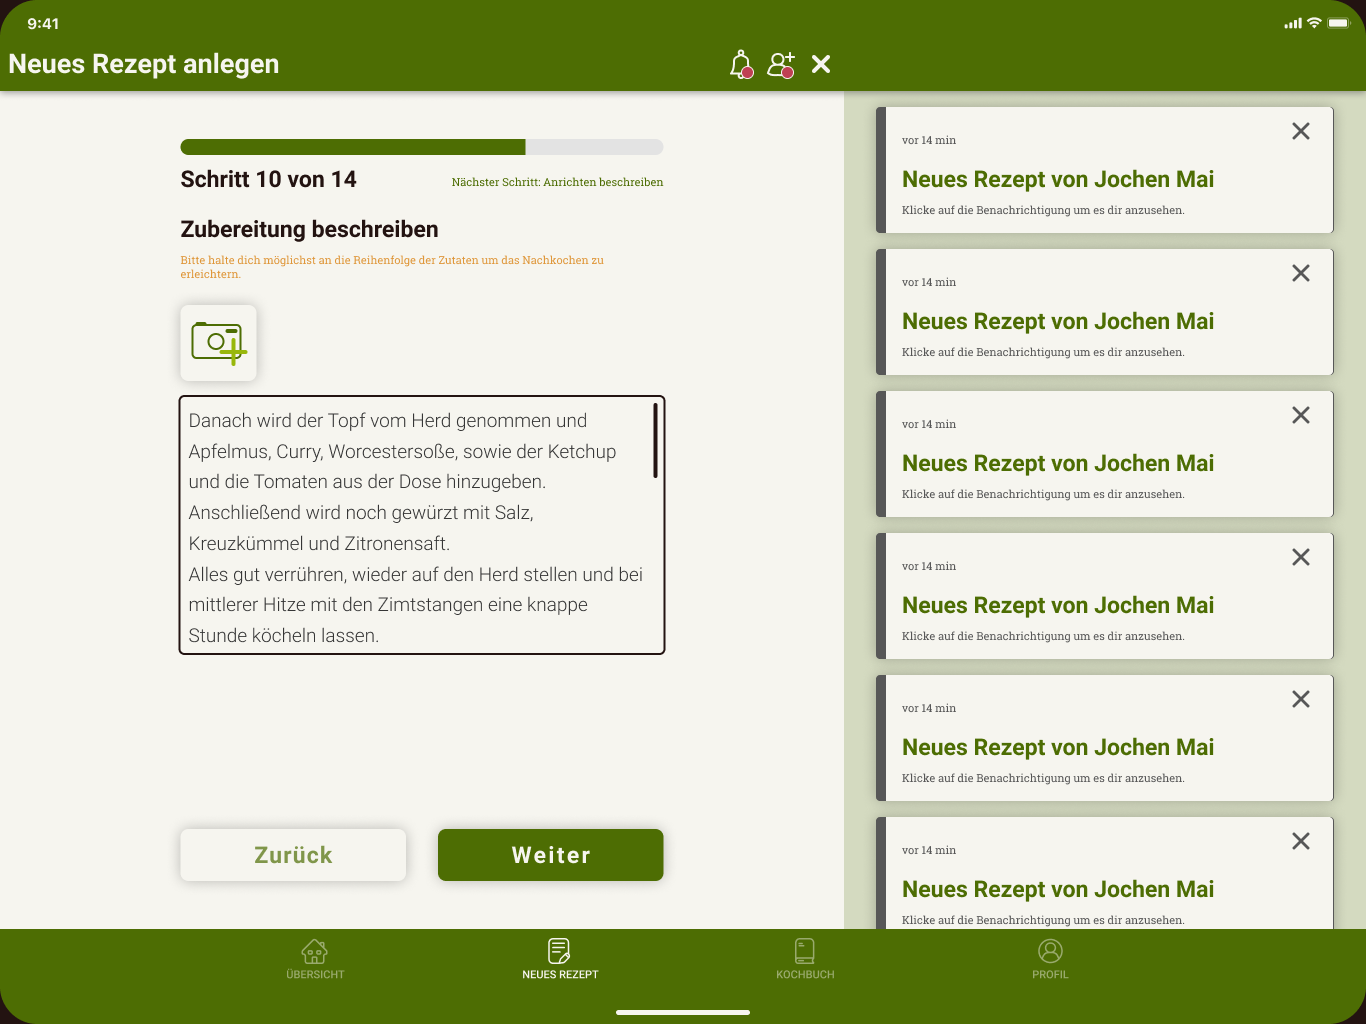 9:41
Neues Rezept anlegen
Schritt 10 von 14
Nächster Schritt: Anrichten beschreiben
Zubereitung beschreiben
Bitte halte dich möglichst an die Reihenfolge der Zutaten um das Nachkochen zu
erleichtern.
Danach wird der Topf vom Herd genommen und
Apfelmus, Curry, Worcestersoße, sowie der Ketchup
und die Tomaten aus der Dose hinzugeben.
Anschließend wird noch gewürzt mit Salz,
Kreuzkümmel und Zitronensaft.
Alles gut verrühren, wieder auf den Herd stellen und bei
mittlerer Hitze mit den Zimtstangen eine knappe
Stunde köcheln lassen.
Zurück
Weiter
vor 14 min
Neues Rezept von Jochen Mai
Klicke auf die Benachrichtigung um es dir anzusehen.
vor 14 min
Neues Rezept von Jochen Mai
Klicke auf die Benachrichtigung um es dir anzusehen.
vor 14 min
Neues Rezept von Jochen Mai
Klicke auf die Benachrichtigung um es dir anzusehen.
vor 14 min
Neues Rezept von Jochen Mai
Klicke auf die Benachrichtigung um es dir anzusehen.
vor 14 min
Neues Rezept von Jochen Mai
Klicke auf die Benachrichtigung um es dir anzusehen.
vor 14 min
Neues Rezept von Jochen Mai
Klicke auf die Benachrichtigung um es dir anzusehen.
ÜBERSICHT
NEUES REZEPT
KOCHBUCH
PROFIL